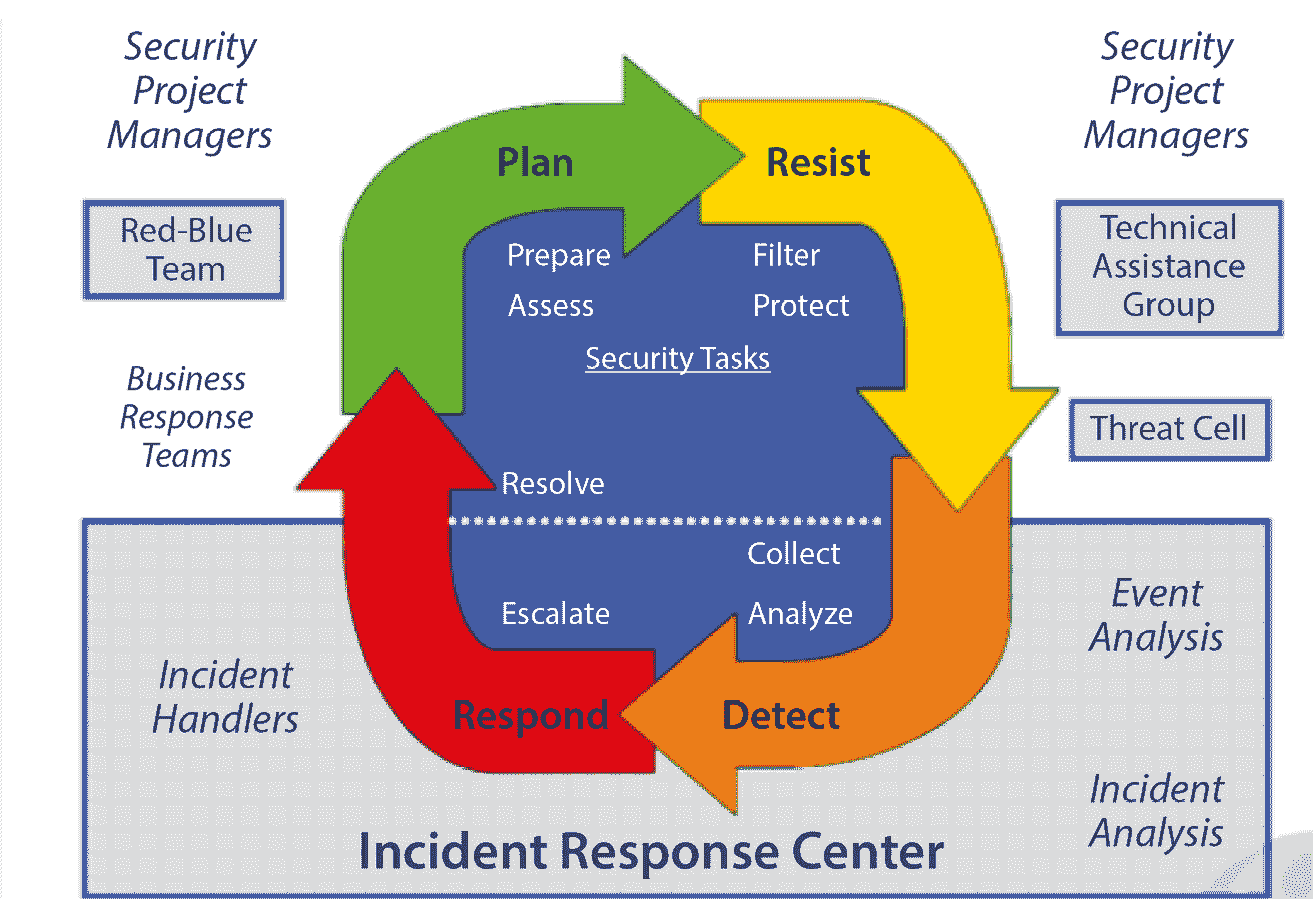 Security
Project
Managers
Security
Project
Managers
Plan
Resist
Red-Blue
Team
Technical
Assistance
Group
Prepare
Assess
Filter
Protect
Security Tasks
Business
Response
Teams
Threat Cell
Resolve
Collect
Escalate
Analyze
Event
Analysis
Incident
Handlers
Respond
Detect
Incident
Analysis
Incident Response Center